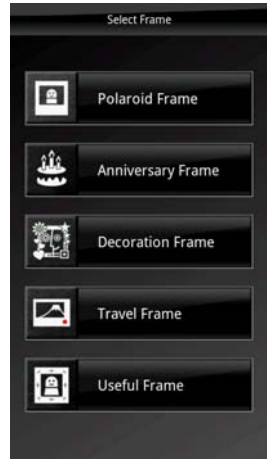 Select Frame
Polaroid Frame
Anniversary Frame
Decoration Frame
Travel Frame
Useful Frame